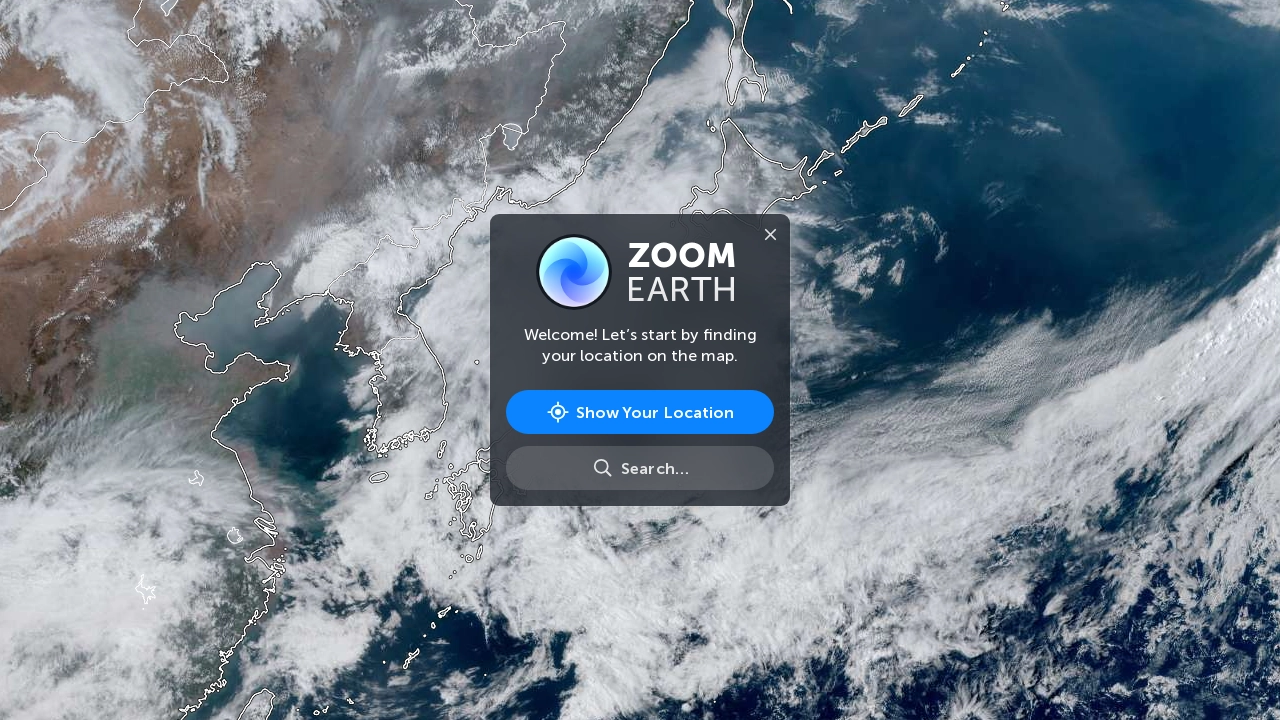 ZOOM
EARTH
Welcome! Let’s start by finding
your location on the map.
Show Your Location
Search...